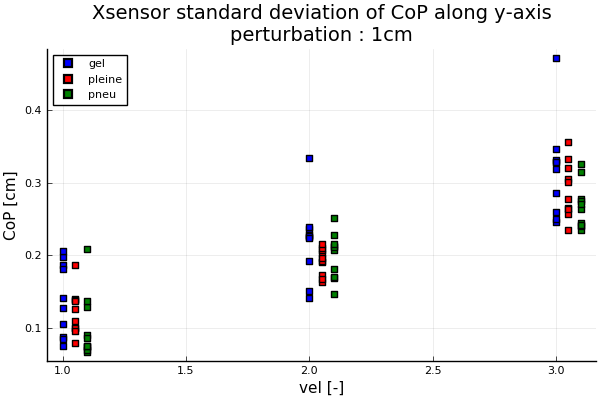 Xsensor standard deviation of CoP along y-axis
perturbation : 1cm
gel
pleine
pneu
CoP [cm]
0.4
0.3
0.2
0.1
1.0 1.5 2.0 2.5 3.0
vel [-]